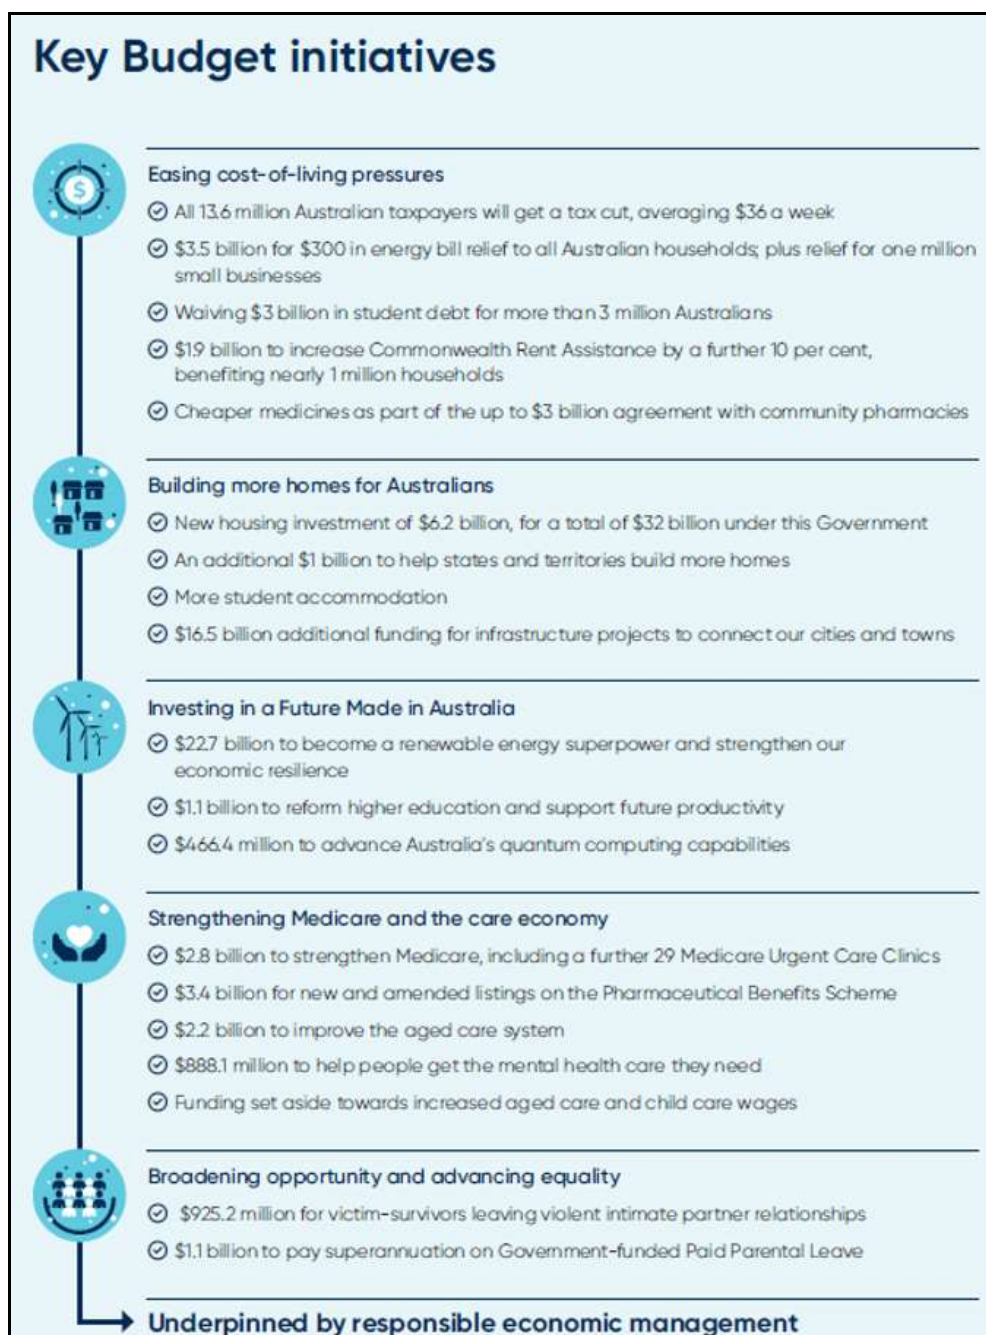 Key Budget initiatives
Easing cost-of-living pressures
All 13.6 million Australian taxpayers will get a tax cut, averaging $36 a week
$3.5 billion for $300 in energy bill relief to all Australian households; plus relief for one million
small businesses
Waiving $3 billion in student debt for more than 3 million Australians
$1.9 billion to increase Commonwealth Rent Assistance by a further 10 per cent,
benefiting nearly 1 million households
Cheaper medicines as part of the up to $3 billion agreement with community pharmacies
Building more homes for Australians
New housing investment of $6.2 billion, for a total of $32 billion under this Government
An additional $1 billion to help states and territories build more homes
More student accommodation
$16.5 billion additional funding for infrastructure projects to connect our cities and towns
Investing in a Future Made in Australia
$22.7 billion to become a renewable energy superpower and strengthen our
economic resilience
$1.1 billion to reform higher education and support future productivity
$466.4 million to advance Australia's quantum computing capabilities
Strengthening Medicare and the care economy
$2.8 billion to strengthen Medicare, including a further 29 Medicare Urgent Care Clinics
$3.4 billion for new and amended listings on the Pharmaceutical Benefits Scheme
$2.2 billion to improve the aged care system
$888.1 million to help people get the mental health care they need
Funding set aside towards increased aged care and child care wages
Broadening opportunity and advancing equality
$925.2 million for victim-survivors leaving violent intimate partner relationships
$1.1 billion to pay superannuation on Government-funded Paid Parental Leave
Underpinned by responsible economic management